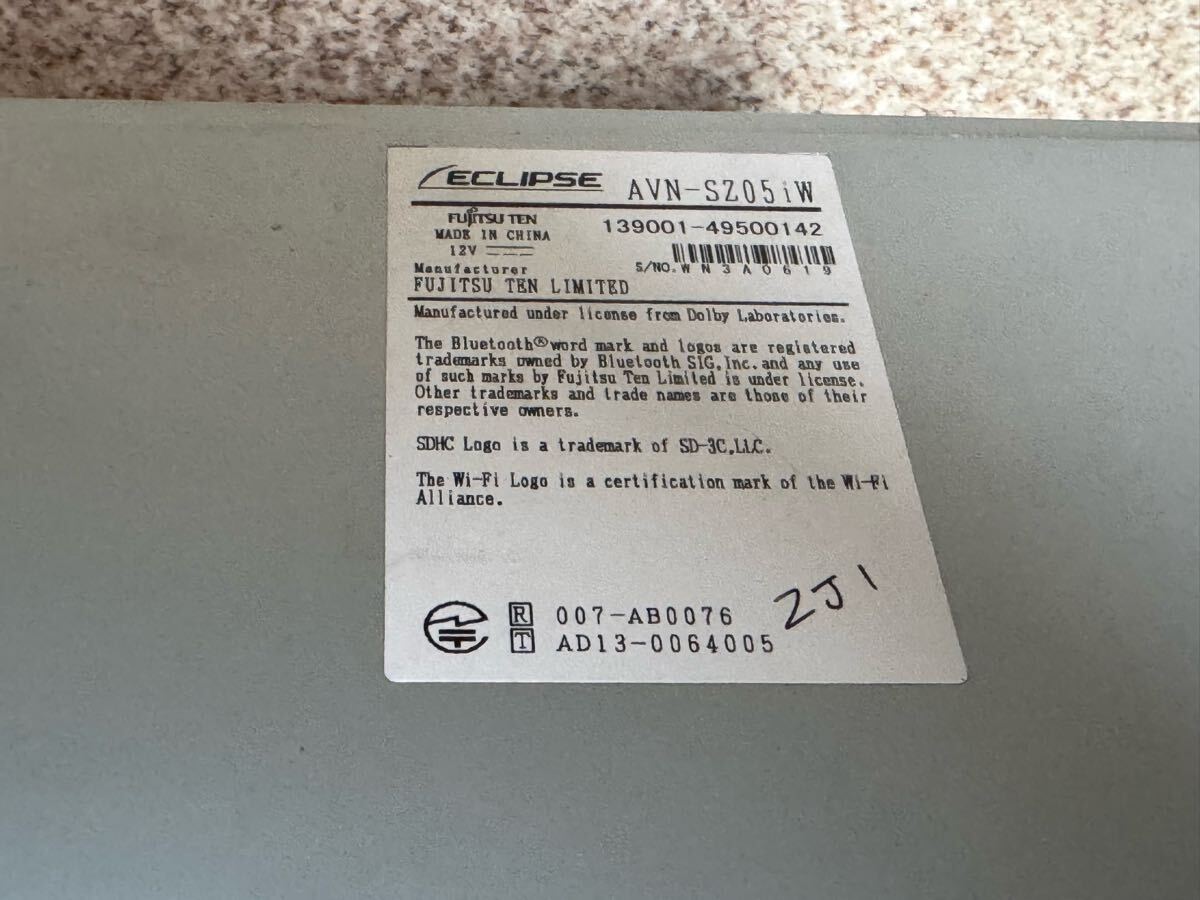 ECLIPSE AVN-SZ05iW
FUJITSU TEN
MADE IN CHINA
12V
139001-49500142
S/NO. WN3A0619
Manufacturer
FUJITSU TEN LIMITED
Manufactured under license from Dolby Laboratories.
The Bluetooth® word mark and logos are registered
trademarks owned by Bluetooth SIG, Inc. and any use
of such marks by Fujitsu Ten Limited is under license.
Other trademarks and trade names are those of their
respective owners.
SDHC Logo is a trademark of SD-3C, LLC.
The Wi-Fi Logo is a certification mark of the Wi-Fi
Alliance.
R 007-AB0076
T AD13-0064005
ZJ1